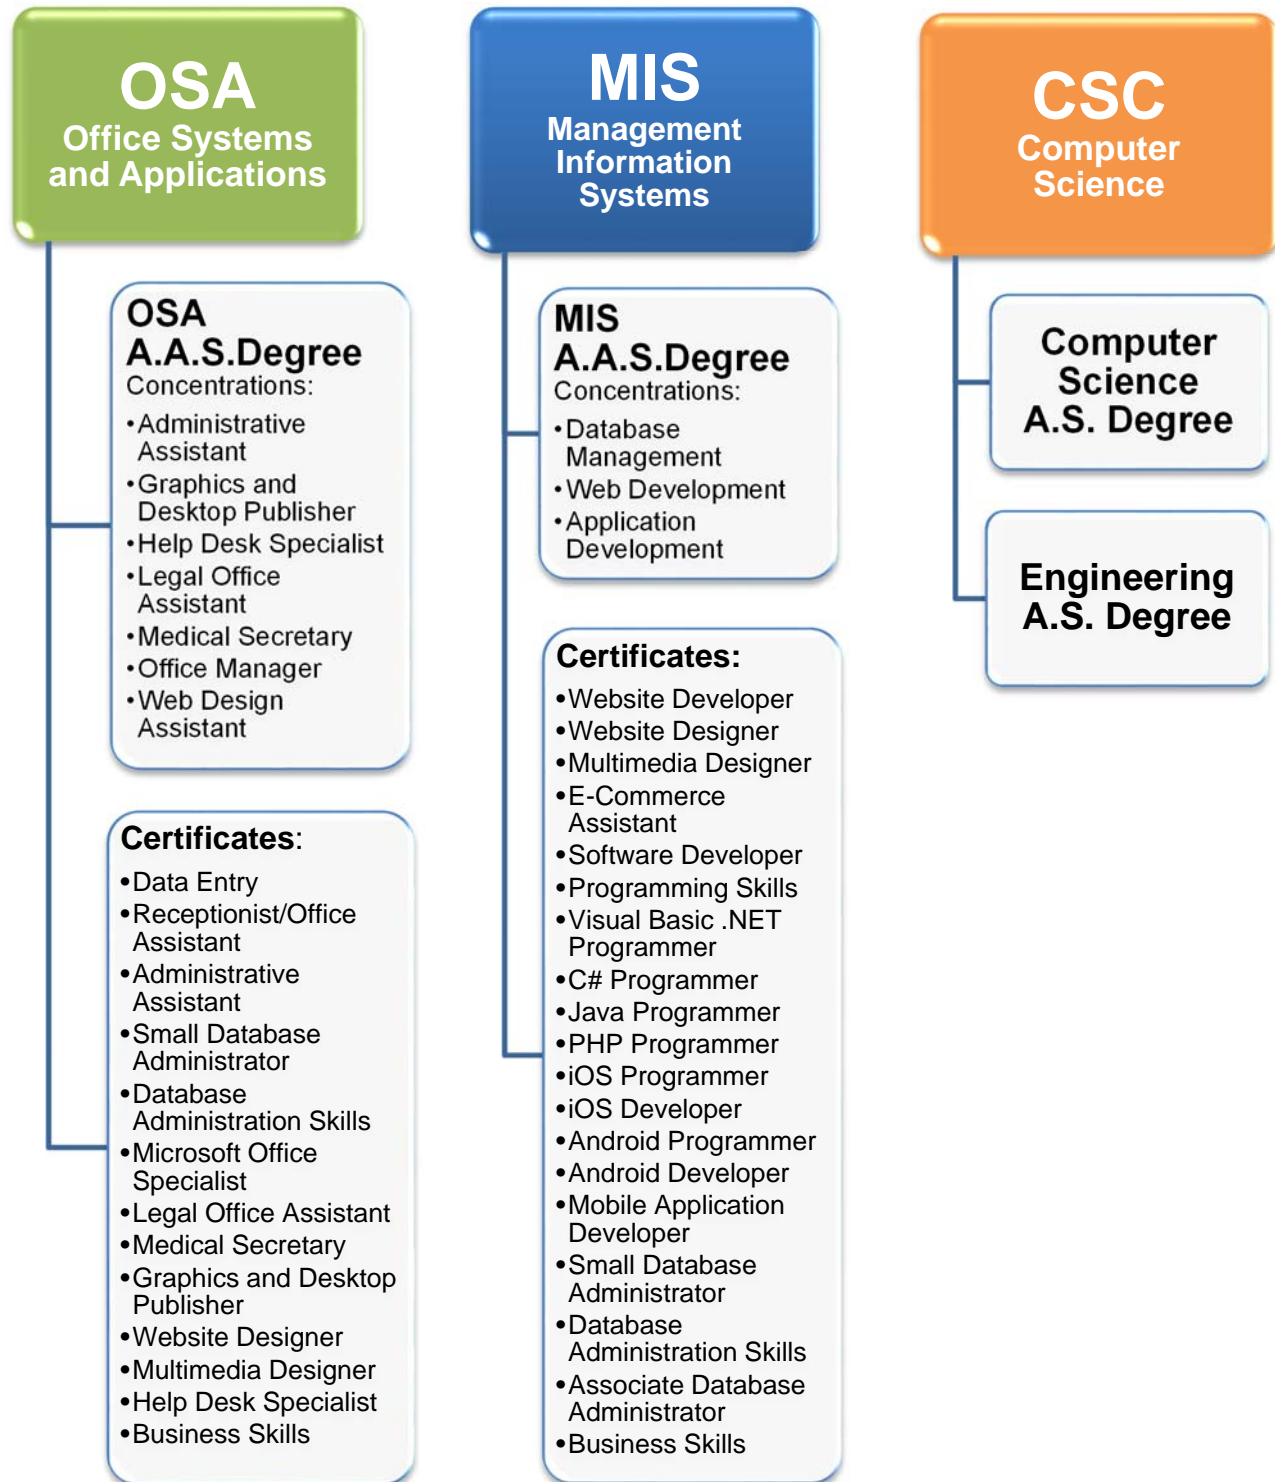 OSA
Office Systems
and Applications
OSA
A.A.S.Degree
Concentrations:
•Administrative
Assistant
•Graphics and
Desktop Publisher
•Help Desk Specialist
•Legal Office
Assistant
•Medical Secretary
•Office Manager
•Web Design
Assistant
Certificates:
•Data Entry
•Receptionist/Office
Assistant
•Administrative
Assistant
•Small Database
Administrator
•Database
Administration Skills
•Microsoft Office
Specialist
•Legal Office Assistant
•Medical Secretary
•Graphics and Desktop
Publisher
•Website Designer
•Multimedia Designer
•Help Desk Specialist
•Business Skills
MIS
Management
Information
Systems
MIS
A.A.S.Degree
Concentrations:
•Database
Management
•Web Development
•Application
Development
Certificates:
•Website Developer
•Website Designer
•Multimedia Designer
•E-Commerce
Assistant
•Software Developer
•Programming Skills
•Visual Basic .NET
Programmer
•C# Programmer
•Java Programmer
•PHP Programmer
•iOS Programmer
•iOS Developer
•Android Programmer
•Android Developer
•Mobile Application
Developer
•Small Database
Administrator
•Database
Administration Skills
•Associate Database
Administrator
•Business Skills
CSC
Computer
Science
Computer
Science
A.S. Degree
Engineering
A.S. Degree